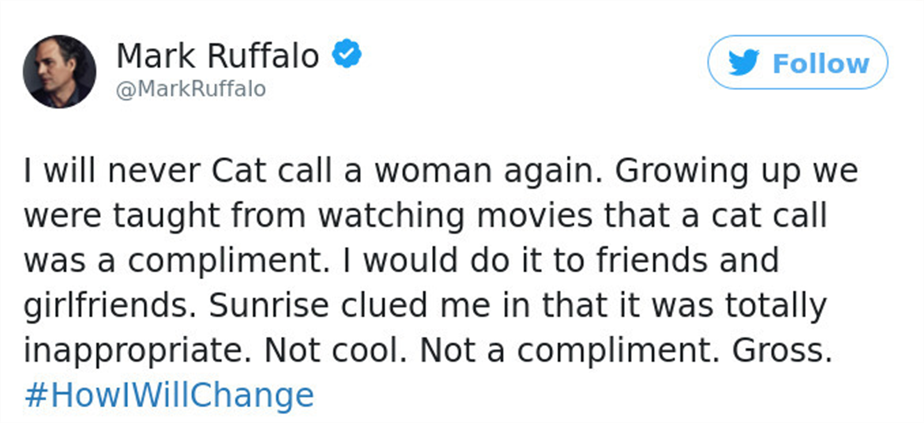 Mark Ruffalo
@MarkRuffalo
Follow
I will never Cat call a woman again. Growing up we
were taught from watching movies that a cat call
was a compliment. I would do it to friends and
girlfriends. Sunrise clued me in that it was totally
inappropriate. Not cool. Not a compliment. Gross.
#HowIWillChange